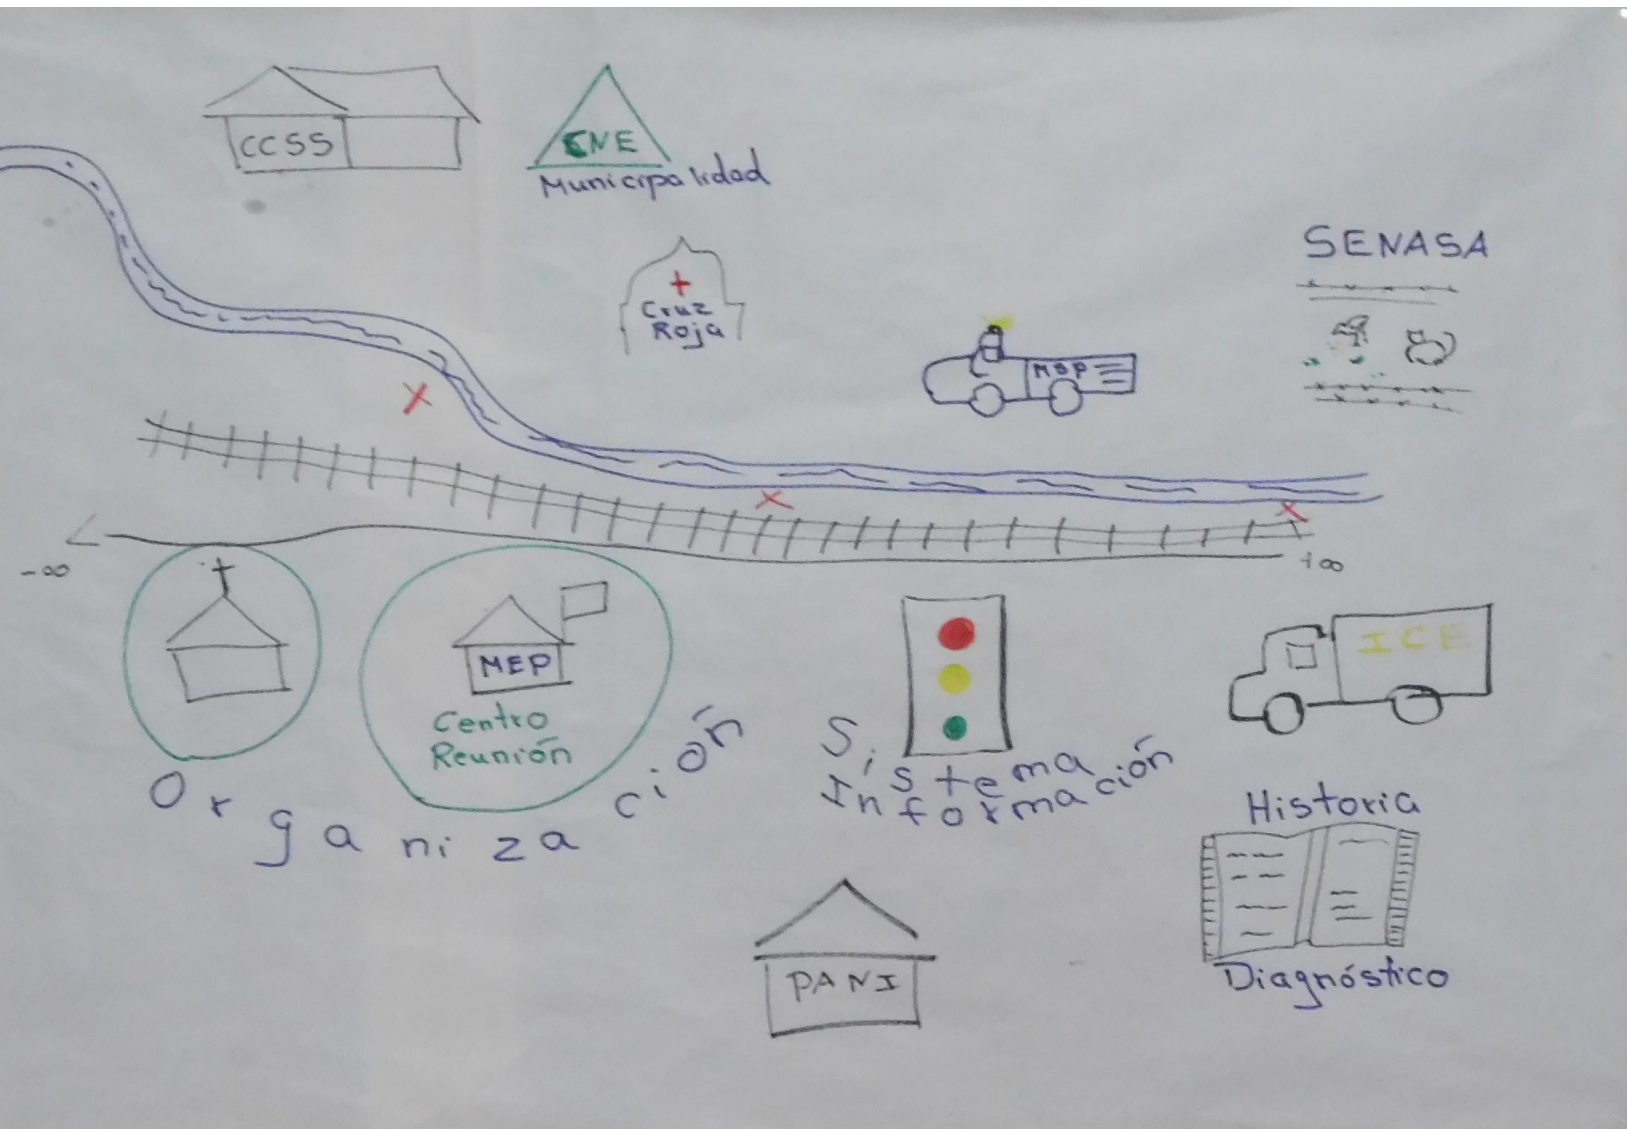 CCSS
CNE
Municipalidad
SENASA
+
Cruz
Roja
MSP
-∞
+∞
MEP
Centro
Reunión
Organización
Sistema
Información
ICE
Historia
Diagnóstico
PANI